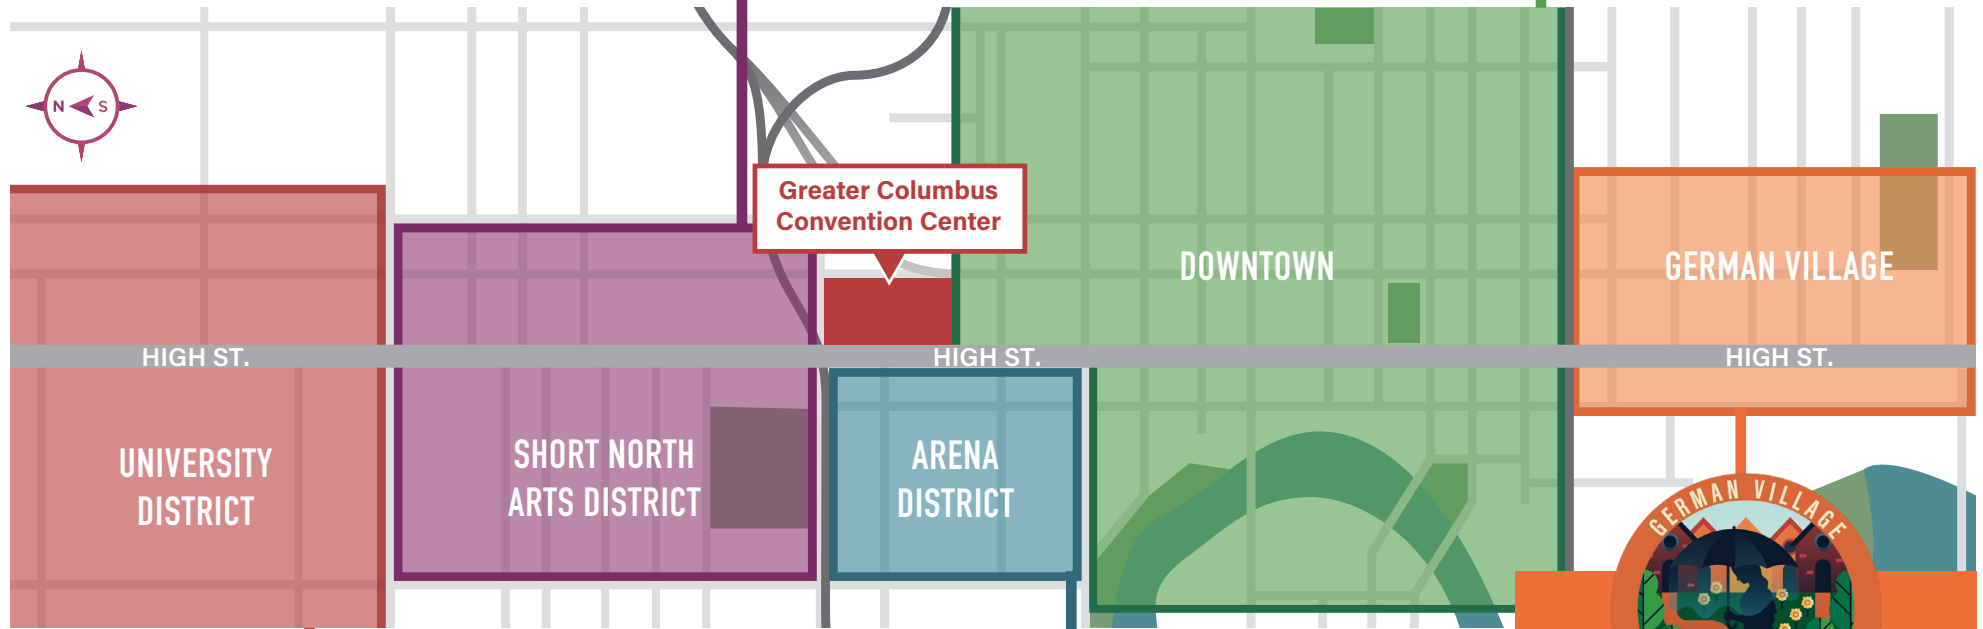 N S
Greater Columbus
Convention Center
DOWNTOWN
GERMAN VILLAGE
HIGH ST.
HIGH ST.
HIGH ST.
UNIVERSITY
DISTRICT
SHORT NORTH
ARTS DISTRICT
ARENA
DISTRICT
GERMAN VILLAGE